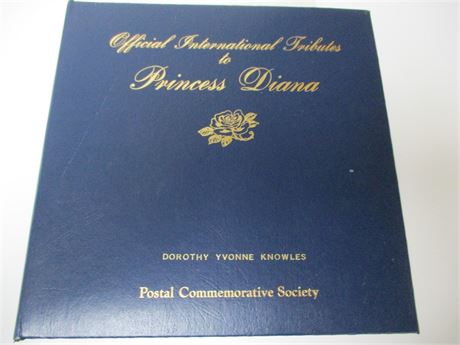 Official International Tributes
to
Princess Diana
DOROTHY YVONNE KNOWLES
Postal Commemorative Society